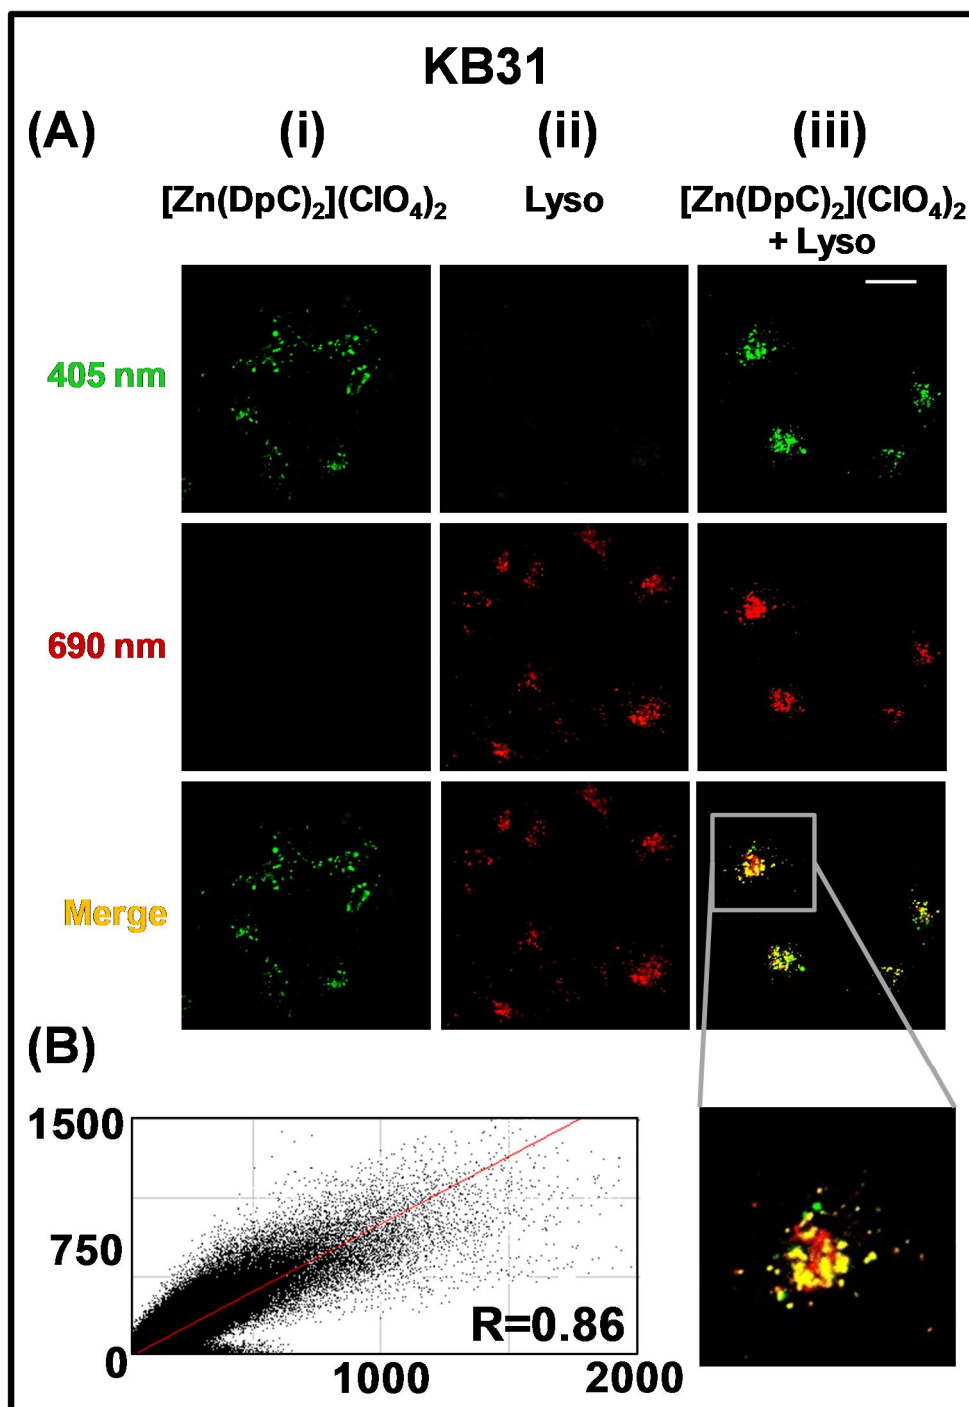 KB31
(A) (i) (ii) (iii)
[Zn(DpC)₂](ClO₄)₂ Lyso [Zn(DpC)₂](ClO₄)₂
+ Lyso
405 nm
690 nm
Merge
(B)
1500
750
R=0.86
0
1000 2000